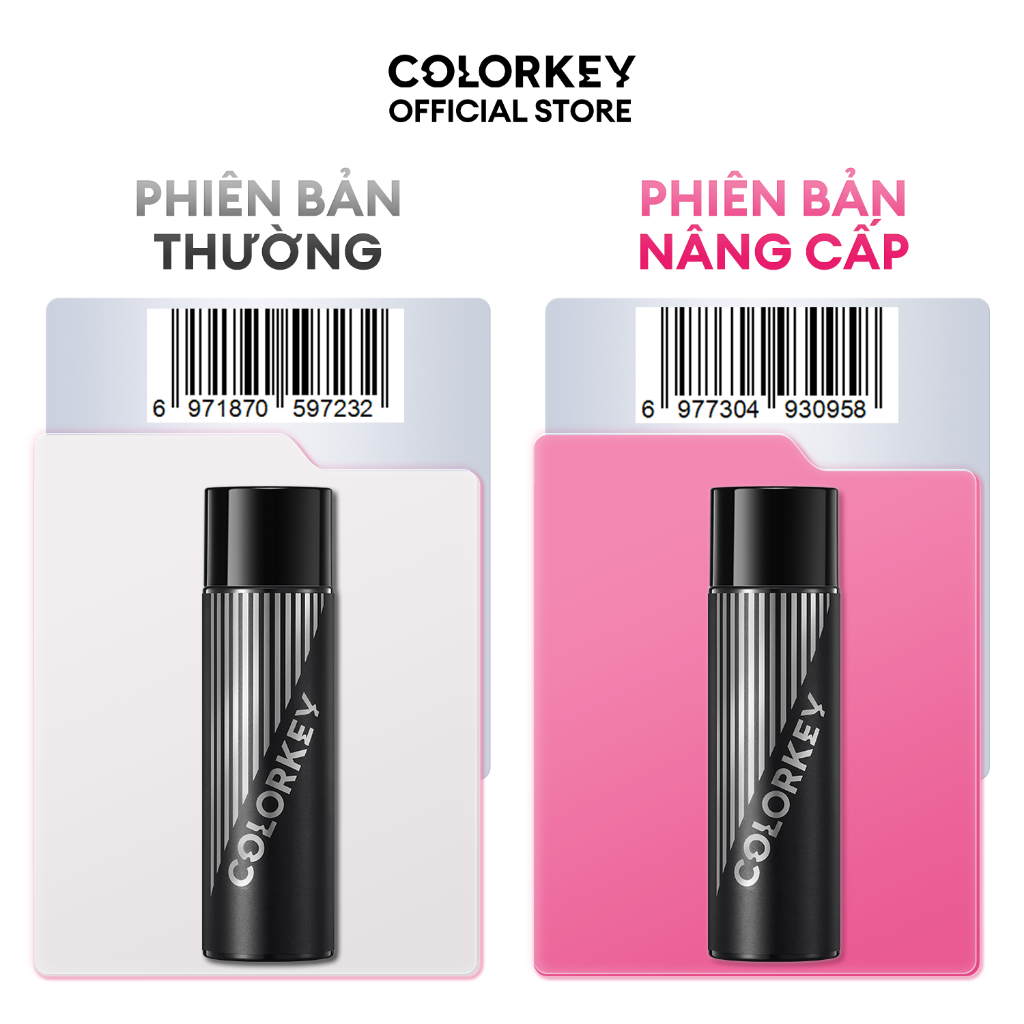 COLORKEY
OFFICIAL STORE
PHIÊN BẢN
THƯỜNG
6 971870 597232
COLORKEY
PHIÊN BẢN
NÂNG CẤP
6 977304 930958
COLORKEY